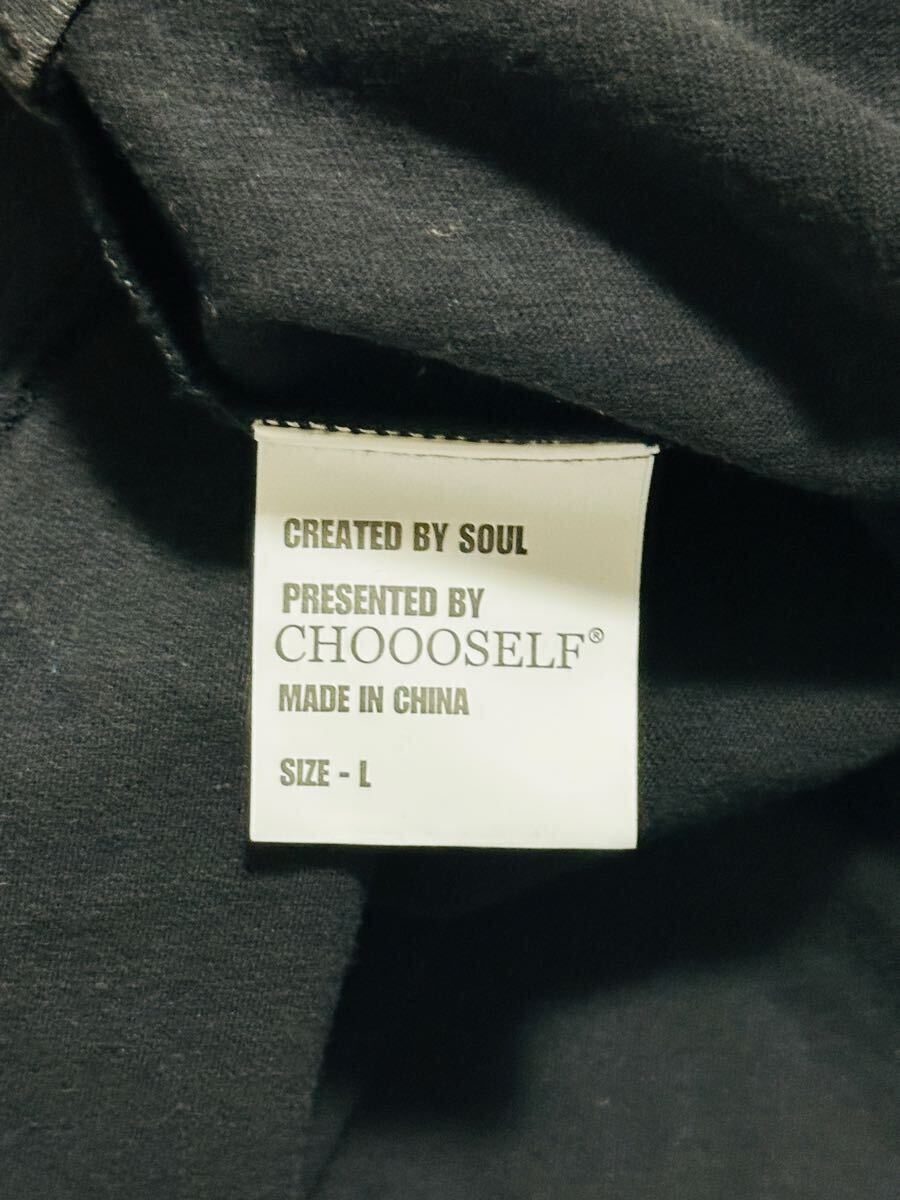 CREATED BY SOUL
PRESENTED BY
CHOOOSELF®
MADE IN CHINA
SIZE - L